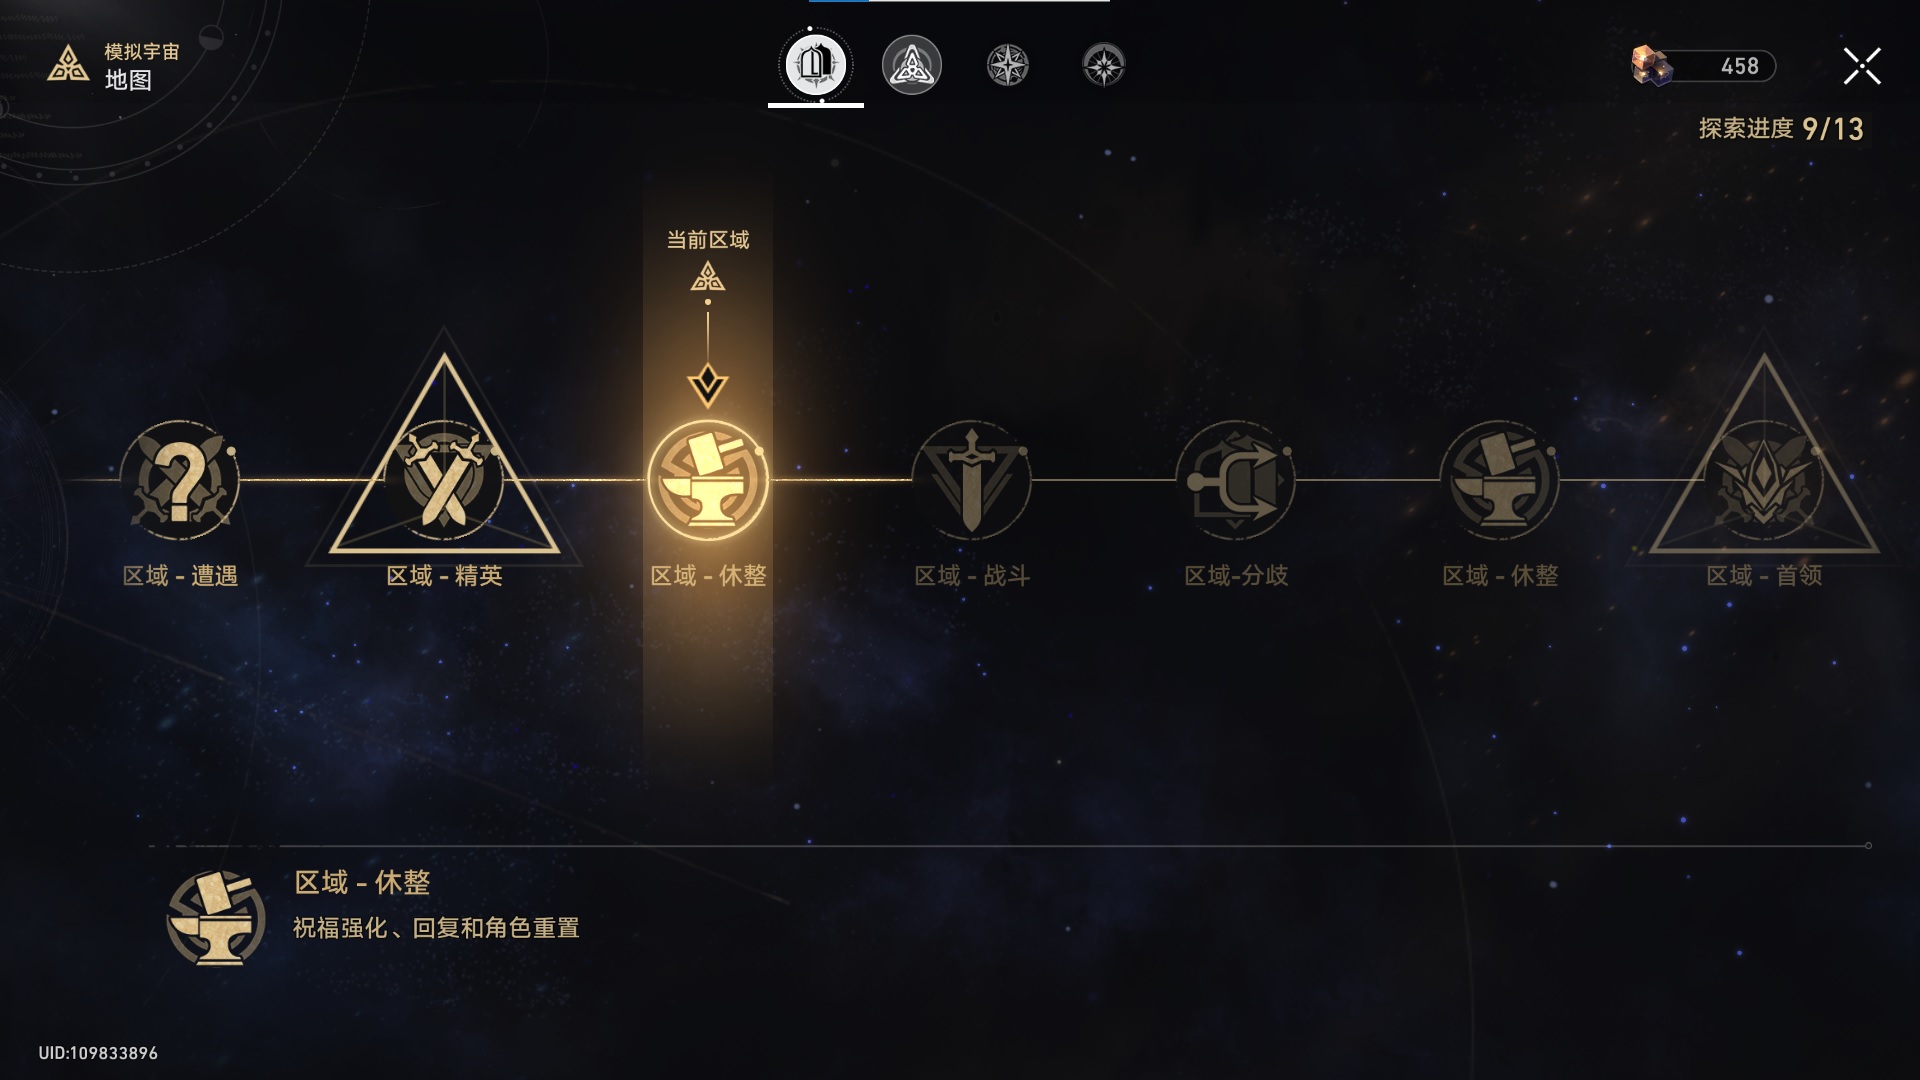 模拟宇宙
地图
458
探索进度 9/13
当前区域
区域 - 遭遇
区域 - 精英
区域 - 休整
区域 - 战斗
区域-分歧
区域 - 休整
区域 - 首领
区域 - 休整
祝福强化、回复和角色重置
UID:109833896